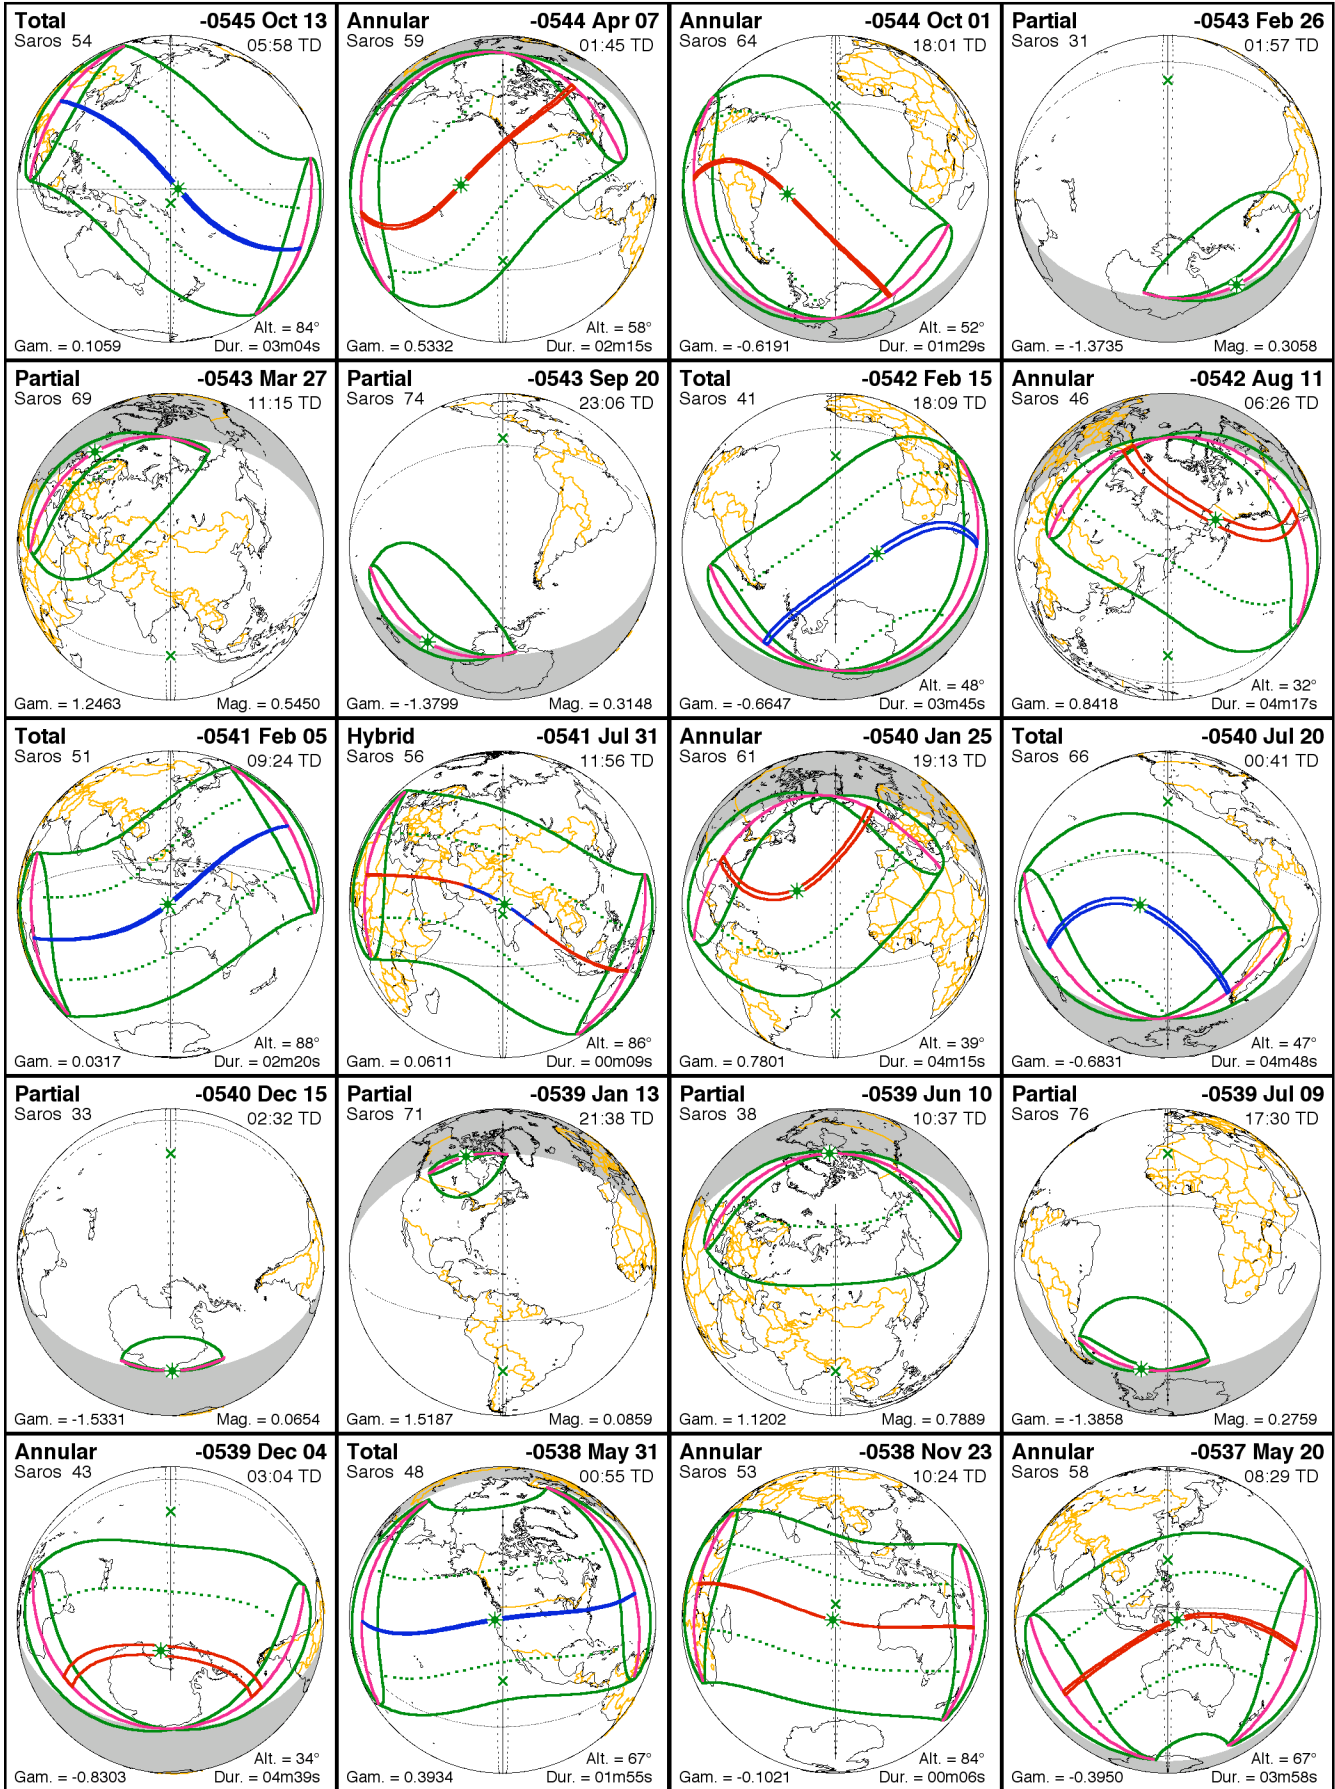 Total -0545 Oct 13
Saros 54 05:58 TD
Alt. = 84°
Gam. = 0.1059 Dur. = 03m04s
Annular -0544 Apr 07
Saros 59 01:45 TD
Alt. = 58°
Gam. = 0.5332 Dur. = 02m15s
Annular -0544 Oct 01
Saros 64 18:01 TD
Alt. = 52°
Gam. = -0.6191 Dur. = 01m29s
Partial -0543 Feb 26
Saros 31 01:57 TD
Gam. = -1.3735 Mag. = 0.3058
Partial -0543 Mar 27
Saros 69 11:15 TD
Gam. = 1.2463 Mag. = 0.5450
Partial -0543 Sep 20
Saros 74 23:06 TD
Gam. = -1.3799 Mag. = 0.3148
Total -0542 Feb 15
Saros 41 18:09 TD
Alt. = 48°
Gam. = -0.6647 Dur. = 03m45s
Annular -0542 Aug 11
Saros 46 06:26 TD
Alt. = 32°
Gam. = 0.8418 Dur. = 04m17s
Total -0541 Feb 05
Saros 51 09:24 TD
Alt. = 88°
Gam. = 0.0317 Dur. = 02m20s
Hybrid -0541 Jul 31
Saros 56 11:56 TD
Alt. = 86°
Gam. = 0.0611 Dur. = 00m09s
Annular -0540 Jan 25
Saros 61 19:13 TD
Alt. = 39°
Gam. = 0.7801 Dur. = 04m15s
Total -0540 Jul 20
Saros 66 00:41 TD
Alt. = 47°
Gam. = -0.6831 Dur. = 04m48s
Partial -0540 Dec 15
Saros 33 02:32 TD
Gam. = -1.5331 Mag. = 0.0654
Partial -0539 Jan 13
Saros 71 21:38 TD
Gam. = 1.5187 Mag. = 0.0859
Partial -0539 Jun 10
Saros 38 10:37 TD
Gam. = 1.1202 Mag. = 0.7889
Partial -0539 Jul 09
Saros 76 17:30 TD
Gam. = -1.3858 Mag. = 0.2759
Annular -0539 Dec 04
Saros 43 03:04 TD
Alt. = 34°
Gam. = -0.8303 Dur. = 04m39s
Total -0538 May 31
Saros 48 00:55 TD
Alt. = 67°
Gam. = 0.3934 Dur. = 01m55s
Annular -0538 Nov 23
Saros 53 10:24 TD
Alt. = 84°
Gam. = -0.1021 Dur. = 00m06s
Annular -0537 May 20
Saros 58 08:29 TD
Alt. = 67°
Gam. = -0.3950 Dur. = 03m58s